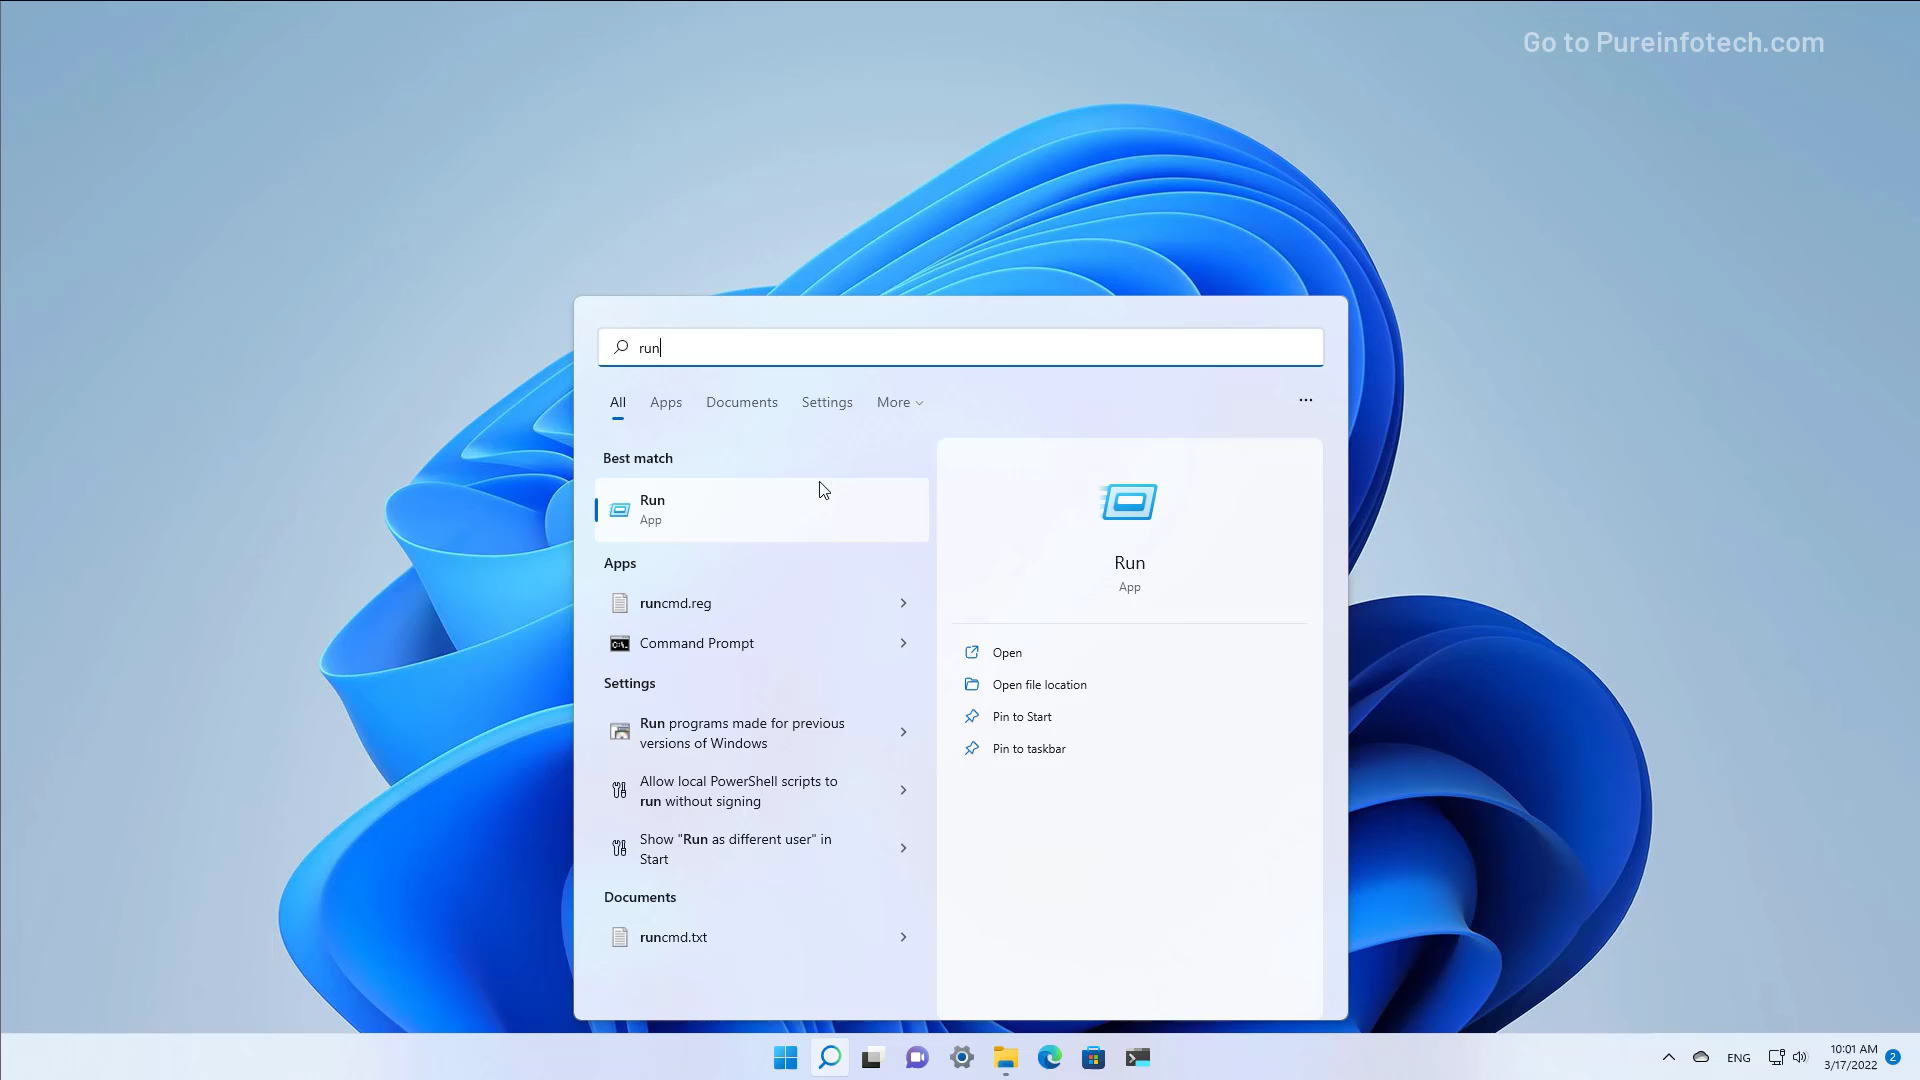 Go to Pureinfotech.com
run
All Apps Documents Settings More
Best match
Run
App
Apps
runcmd.reg
Command Prompt
Settings
Run programs made for previous
versions of Windows
Allow local PowerShell scripts to
run without signing
Show "Run as different user" in
Start
Documents
runcmd.txt
Run
App
Open
Open file location
Pin to Start
Pin to taskbar
ENG
10:01 AM
3/17/2022
2